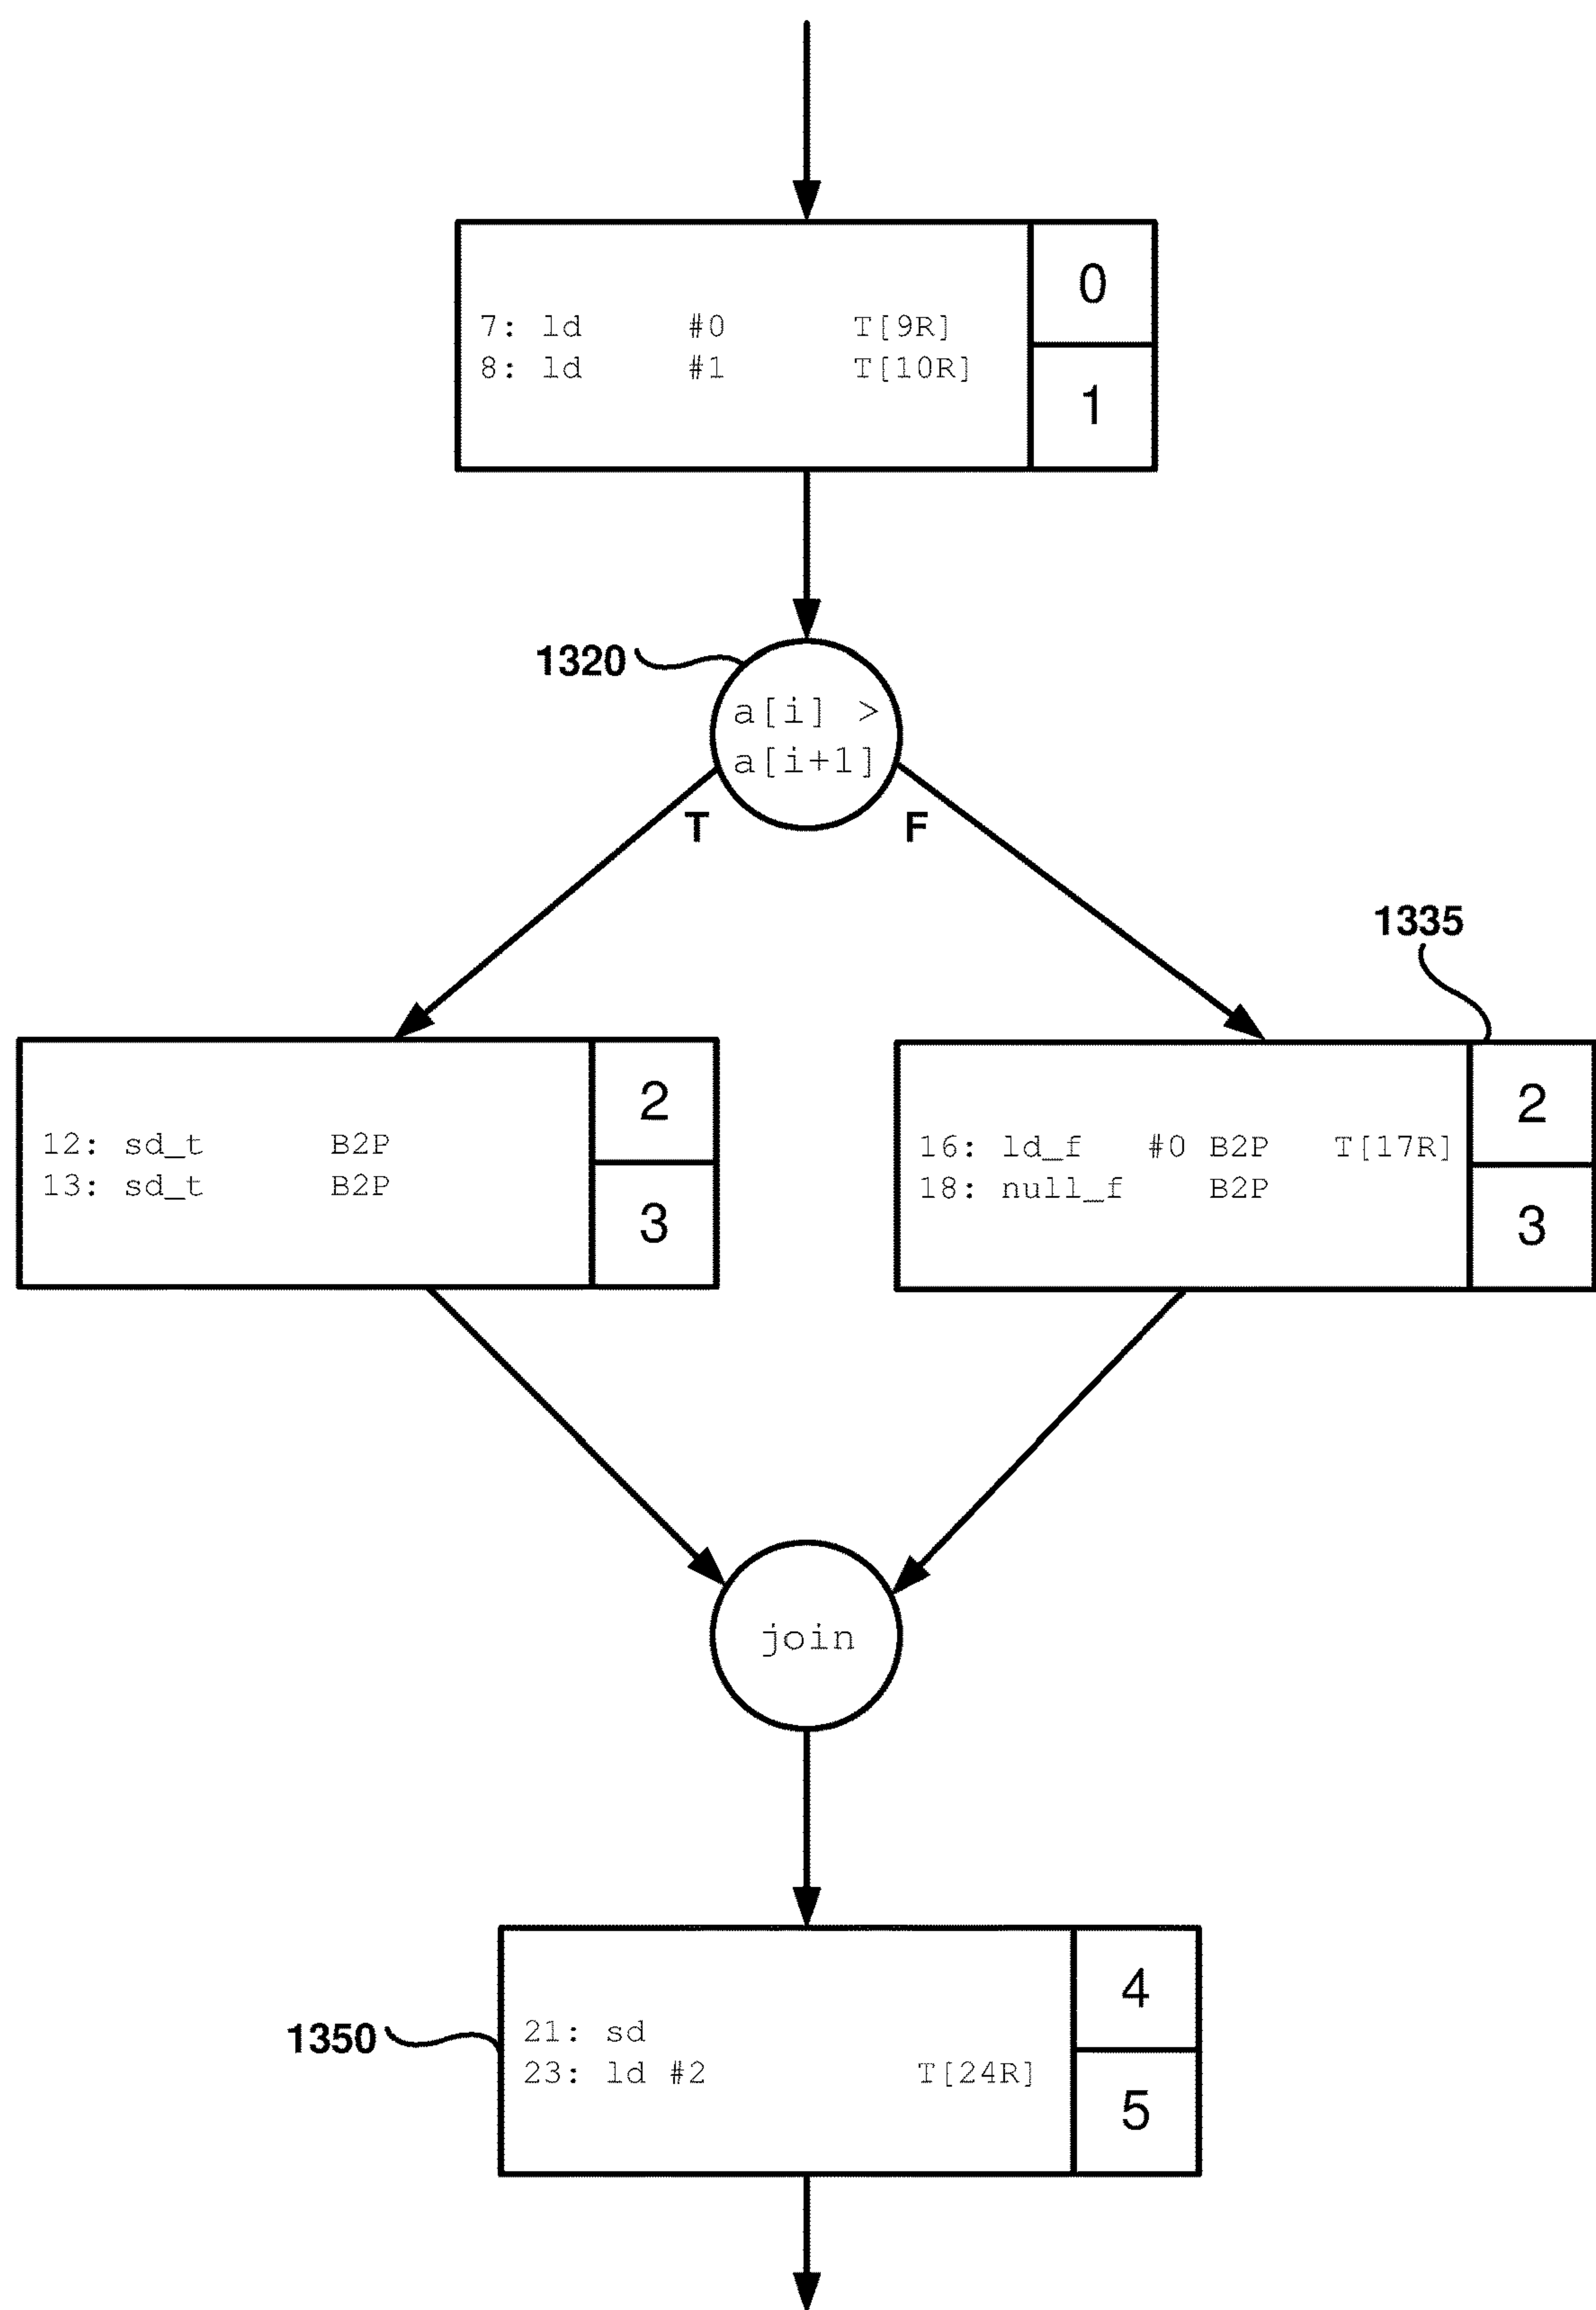 7: ld #0 T[9R]
8: ld #1 T[10R]
0
1
1320
a[i] >
a[i+1]
T
F
1335
12: sd_t B2P
13: sd_t B2P
2
3
16: ld_f #0 B2P T[17R]
18: null_f B2P
2
3
join
1350
21: sd
23: ld #2 T[24R]
4
5